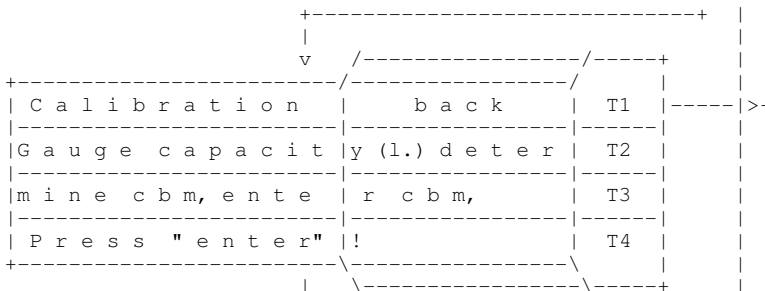 Calibration back T1
Gauge capacity (l.) deter T2
mine cbm, enter cbm, T3
Press "enter" ! T4